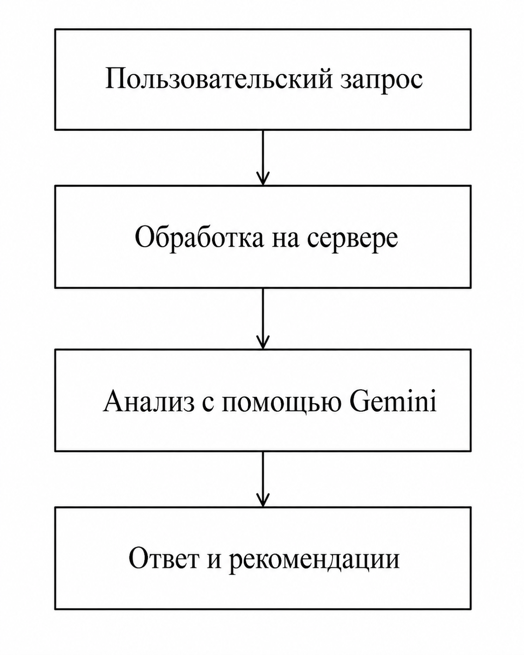 Пользовательский запрос
Обработка на сервере
Анализ с помощью Gemini
Ответ и рекомендации